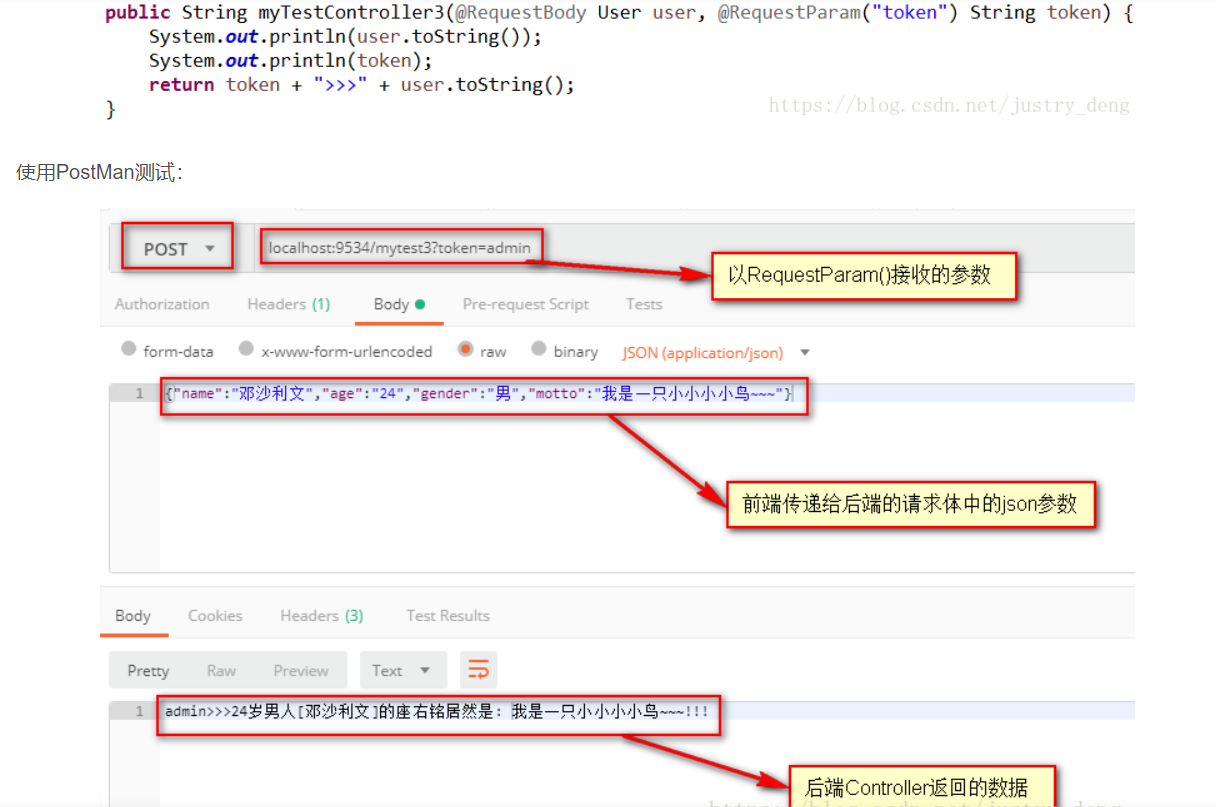 public String myTestController3(@RequestBody User user, @RequestParam("token") String token) {
System.out.println(user.toString());
System.out.println(token);
return token + ">>>" + user.toString();
}
https://blog.csdn.net/justry_deng
使用PostMan测试：
POST
localhost:9534/mytest3?token=admin
以RequestParam()接收的参数
Authorization Headers (1) Body Pre-request Script Tests
form-data x-www-form-urlencoded raw binary JSON (application/json)
1 {"name":"邓沙利文","age":"24","gender":"男","motto":"我是一只小小小小鸟~~~"}
前端传递给后端的请求体中的json参数
Body Cookies Headers (3) Test Results
Pretty Raw Preview Text
1 admin>>>24岁男人[邓沙利文]的座右铭居然是: 我是一只小小小小鸟~~~!!!
后端Controller返回的数据